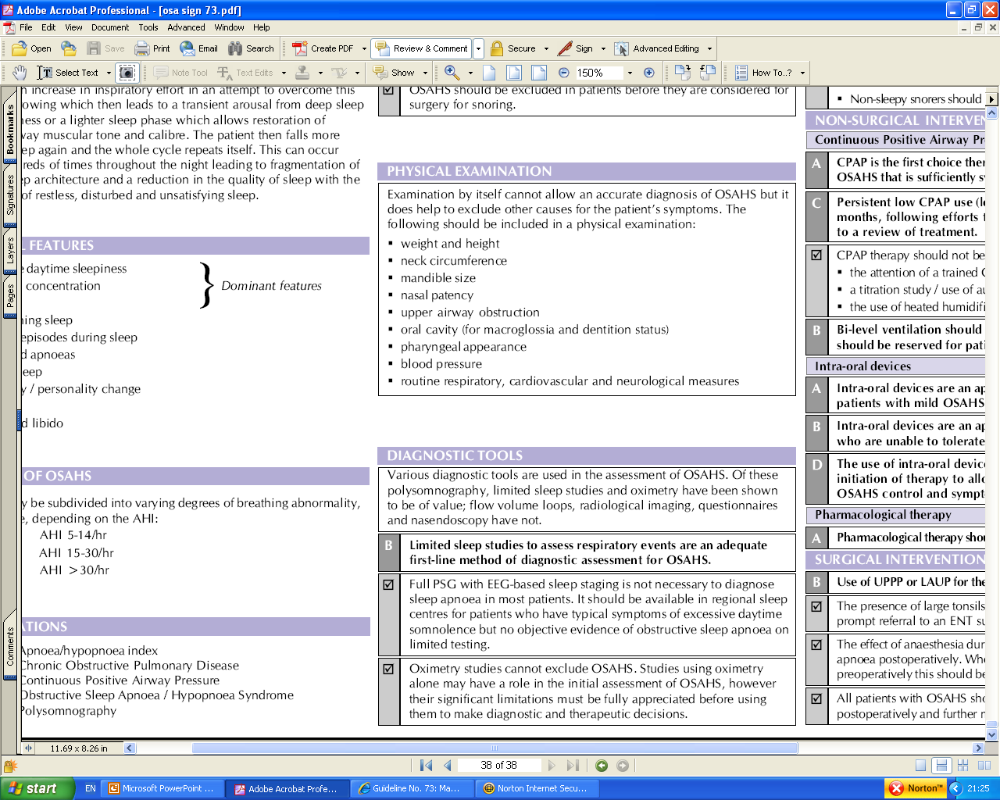 Adobe Acrobat Professional - [osa sign 73.pdf]
File Edit View Document Tools Advanced Window Help
Open Save Print Email Search Create PDF Review & Comment Secure Sign Advanced Editing
Select Text Note Tool Text Edits Show 150% How To..?
Bookmarks
Signatures
Layers
Pages
Comments
n increase in inspiratory effort in an attempt to overcome this
owing which then leads to a transient arousal from deep sleep
ness or a lighter sleep phase which allows restoration of
way muscular tone and calibre. The patient then falls more
ep again and the whole cycle repeats itself. This can occur
reds of times throughout the night leading to fragmentation of
ep architecture and a reduction in the quality of sleep with the
of restless, disturbed and unsatisfying sleep.
L FEATURES
e daytime sleepiness
concentration
Dominant features
ning sleep
episodes during sleep
d apnoeas
eep
y / personality change
d libido
OF OSAHS
y be subdivided into varying degrees of breathing abnormality,
e, depending on the AHI:
AHI 5-14/hr
AHI 15-30/hr
AHI >30/hr
ATIONS
Apnoea/hypopnoea index
Chronic Obstructive Pulmonary Disease
Continuous Positive Airway Pressure
Obstructive Sleep Apnoea / Hypopnoea Syndrome
Polysomnography
OSAHS should be excluded in patients before they are considered for
surgery for snoring.
PHYSICAL EXAMINATION
Examination by itself cannot allow an accurate diagnosis of OSAHS but it
does help to exclude other causes for the patient's symptoms. The
following should be included in a physical examination:
▪ weight and height
▪ neck circumference
▪ mandible size
▪ nasal patency
▪ upper airway obstruction
▪ oral cavity (for macroglossia and dentition status)
▪ pharyngeal appearance
▪ blood pressure
▪ routine respiratory, cardiovascular and neurological measures
DIAGNOSTIC TOOLS
Various diagnostic tools are used in the assessment of OSAHS. Of these
polysomnography, limited sleep studies and oximetry have been shown
to be of value; flow volume loops, radiological imaging, questionnaires
and nasendoscopy have not.
B Limited sleep studies to assess respiratory events are an adequate
first-line method of diagnostic assessment for OSAHS.
Full PSG with EEG-based sleep staging is not necessary to diagnose
sleep apnoea in most patients. It should be available in regional sleep
centres for patients who have typical symptoms of excessive daytime
somnolence but no objective evidence of obstructive sleep apnoea on
limited testing.
Oximetry studies cannot exclude OSAHS. Studies using oximetry
alone may have a role in the initial assessment of OSAHS, however
their significant limitations must be fully appreciated before using
them to make diagnostic and therapeutic decisions.
▪ Non-sleepy snorers should
NON-SURGICAL INTERVEN
Continuous Positive Airway Pr
A CPAP is the first choice ther
OSAHS that is sufficiently s
C Persistent low CPAP use (l
months, following efforts t
to a review of treatment.
CPAP therapy should not be
▪ the attention of a trained
▪ a titration study / use of au
▪ the use of heated humidifi
B Bi-level ventilation should
should be reserved for pati
Intra-oral devices
A Intra-oral devices are an ap
patients with mild OSAHS
B Intra-oral devices are an ap
who are unable to tolerate
D The use of intra-oral device
initiation of therapy to allo
OSAHS control and sympt
Pharmacological therapy
A Pharmacological therapy shou
SURGICAL INTERVENTION
B Use of UPPP or LAUP for the
The presence of large tonsils
prompt referral to an ENT su
The effect of anaesthesia dur
apnoea postoperatively. Whe
preoperatively this should be
All patients with OSAHS sho
postoperatively and further r
11.69 x 8.26 in
38 of 38
start EN Microsoft PowerPoint ... Adobe Acrobat Profe... Guideline No. 73: Ma... Norton Internet Secu... Norton™ 21:25